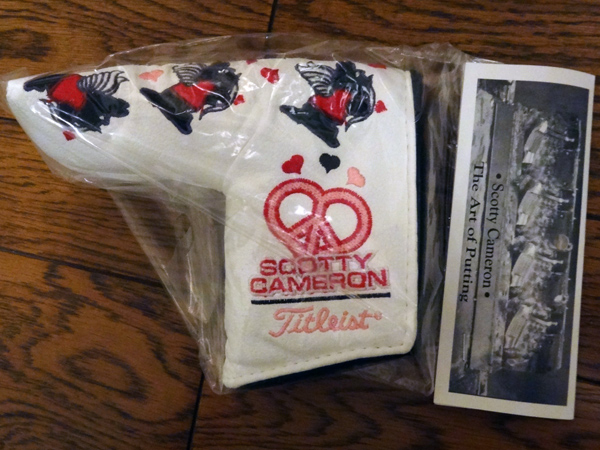 SCOTTY
CAMERON
Titleist
• Scotty Cameron •
The Art of Putting